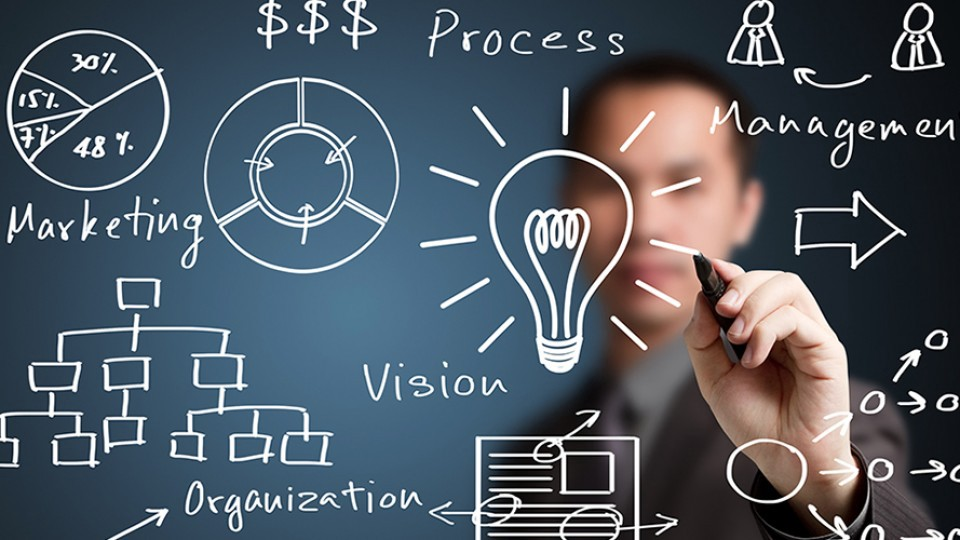 $$$
Process
30%
15%
7%
48%
Managemen
Marketing
Vision
Organization